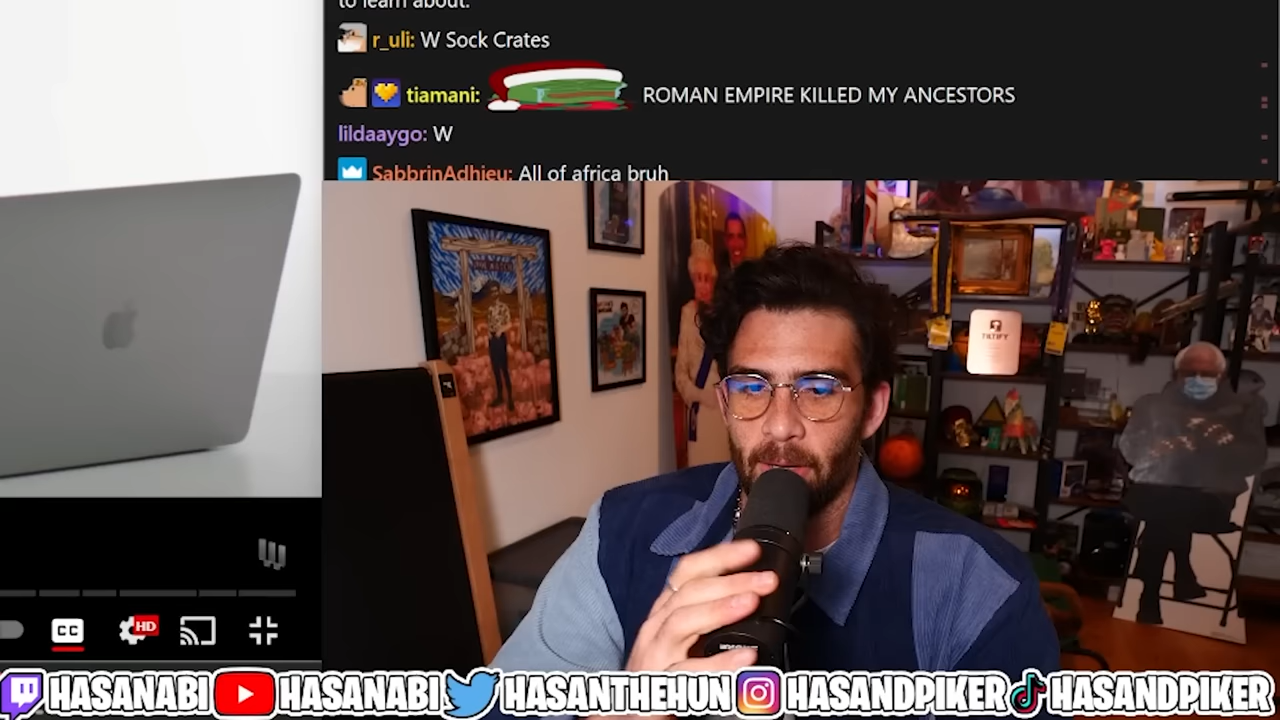 to learn about.
r_uli: W Sock Crates
tiamani: ROMAN EMPIRE KILLED MY ANCESTORS
lildaaygo: W
SabbrinAdhieu: All of africa bruh
TILTIFY
CC
HD
HASANABI HASANABI HASANTHEHUN HASANDPIKER HASANDPIKER